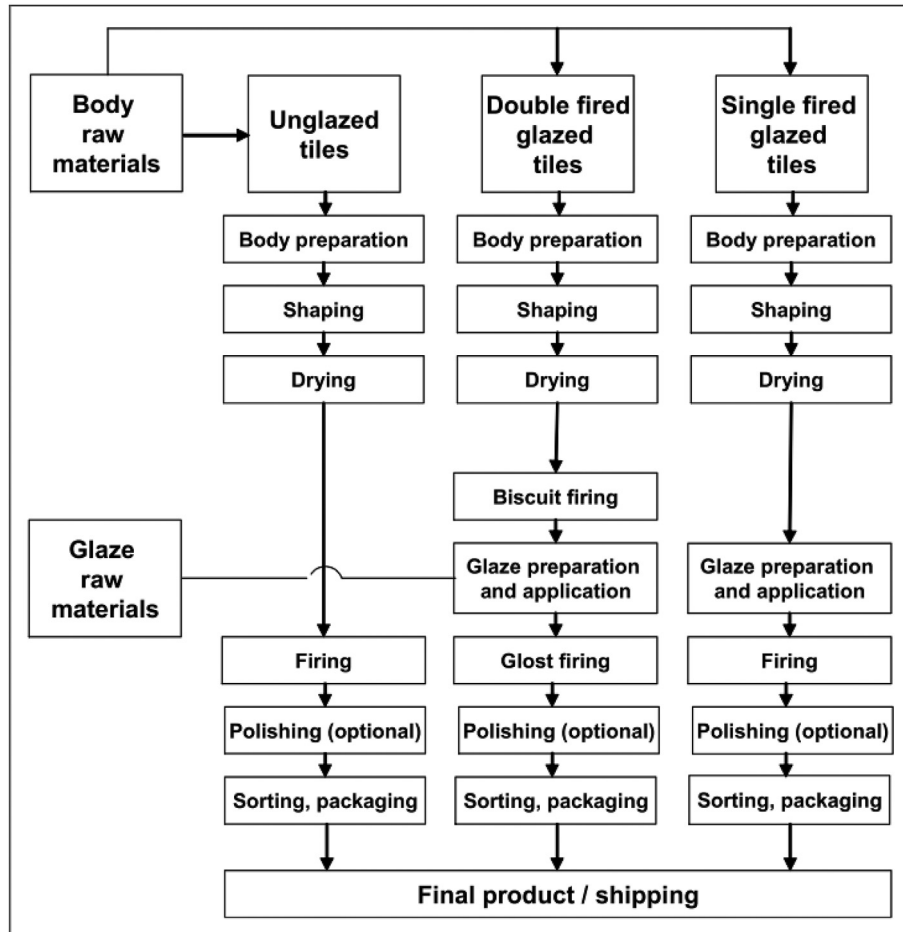 Body
raw
materials
Unglazed
tiles
Double fired
glazed
tiles
Single fired
glazed
tiles
Body preparation
Body preparation
Body preparation
Shaping
Shaping
Shaping
Drying
Drying
Drying
Biscuit firing
Glaze
raw
materials
Glaze preparation
and application
Glaze preparation
and application
Firing
Glost firing
Firing
Polishing (optional)
Polishing (optional)
Polishing (optional)
Sorting, packaging
Sorting, packaging
Sorting, packaging
Final product / shipping